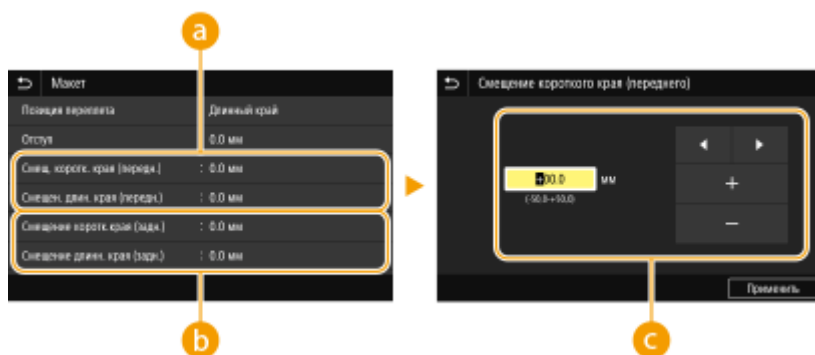 a
Макет
Позиция переплета Длинный край
Отступ 0.0 мм
Смещ. коротк. края (передн.) : 0.0 мм
Смещен. длин. края (передн.) : 0.0 мм
Смещение коротк.края (задн.) : 0.0 мм
Смещение длинн. края (задн.) : 0.0 мм
b
Смещение короткого края (переднего)
+00.0 мм
(-50.0-+50.0)
+
−
Применить
c